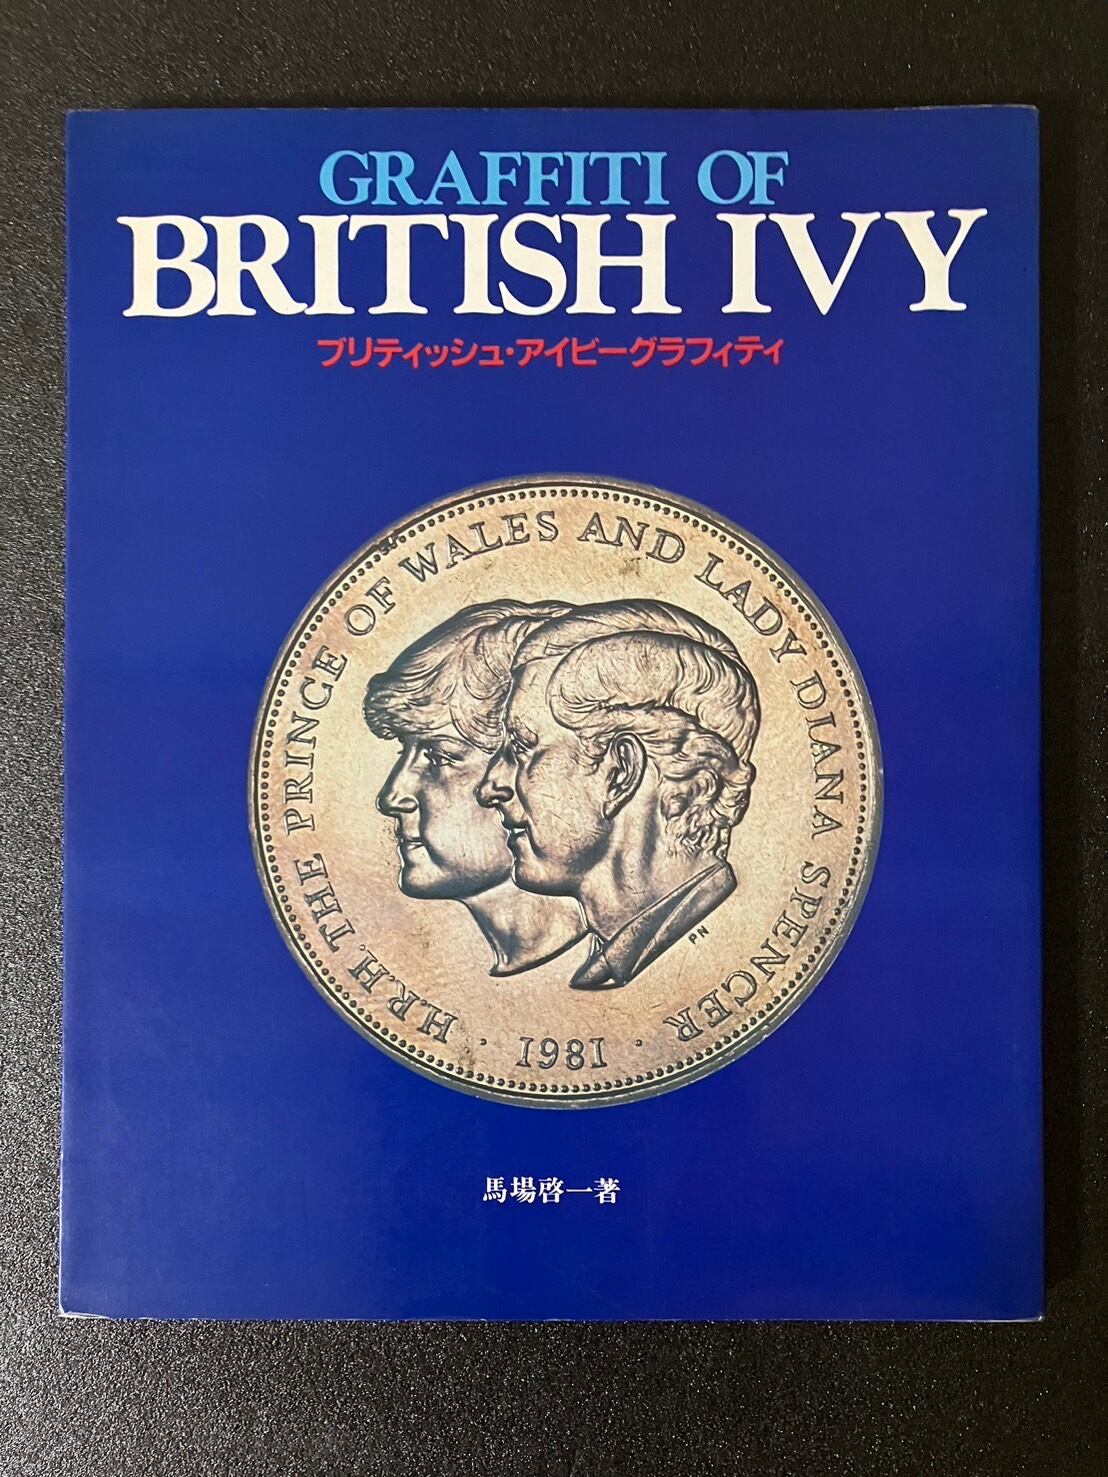 GRAFFITI OF
BRITISH IVY
ブリティッシュ・アイビーグラフィティ
H.R.H. THE PRINCE OF WALES AND LADY DIANA SPENCER
PN
· 1981 ·
馬場啓一著